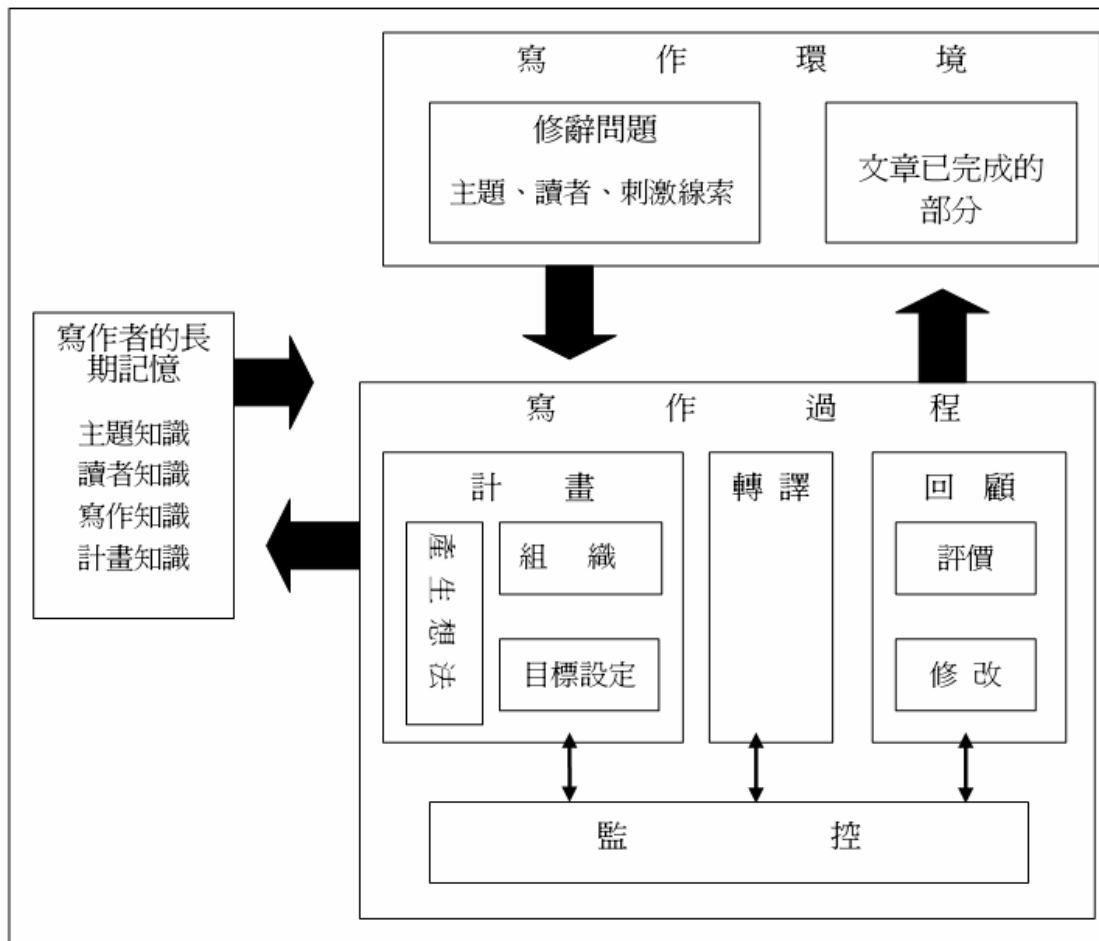 寫作環境
修辭問題
主題、讀者、刺激線索
文章已完成的
部分
寫作者的長
期記憶
主題知識
讀者知識
寫作知識
計畫知識
寫作過程
計畫
產生想法
組織
目標設定
轉譯
回顧
評價
修改
監控